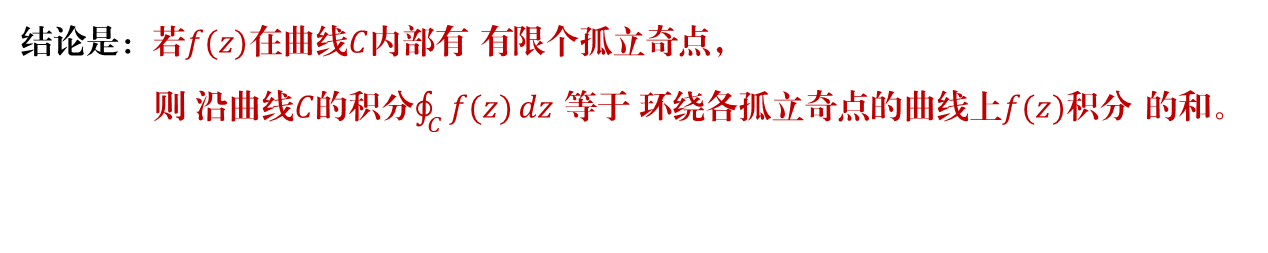 结论是：若f(z)在曲线C内部有 有限个孤立奇点，
则 沿曲线C的积分∮_C f(z) dz 等于 环绕各孤立奇点的曲线上f(z)积分 的和。